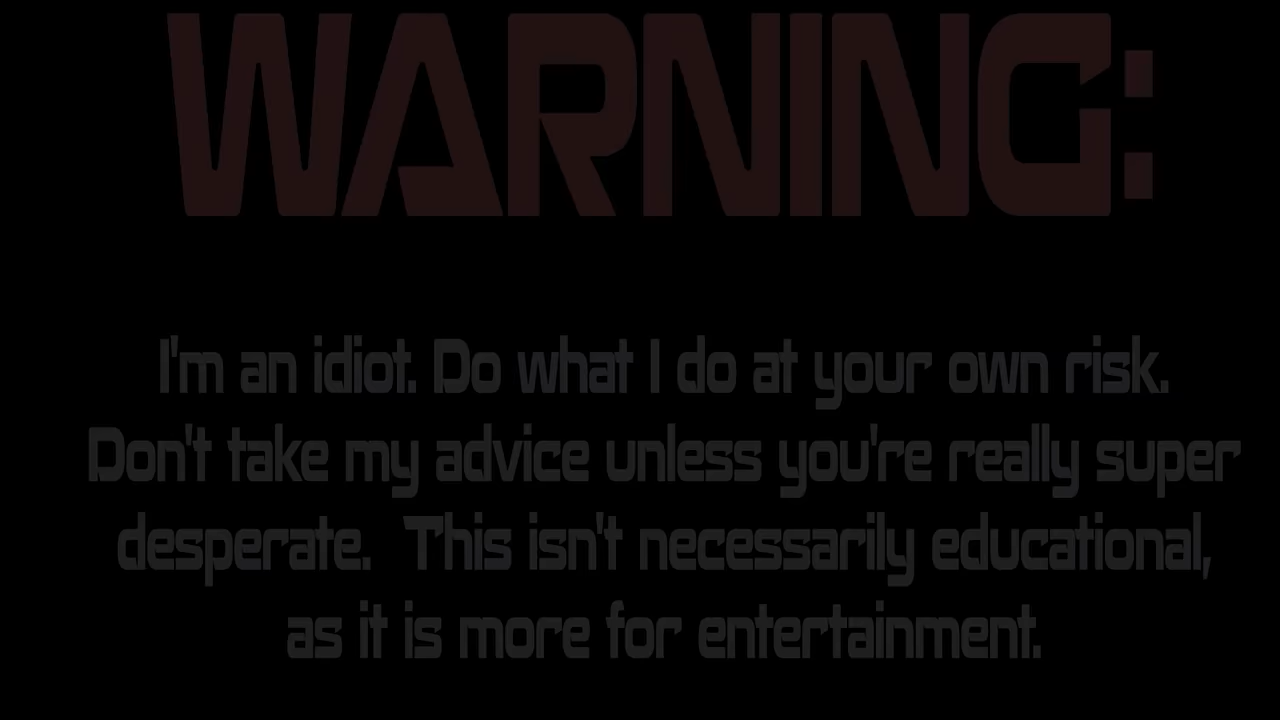 WARNING:
I'm an idiot. Do what I do at your own risk.
Don't take my advice unless you're really super
desperate.  This isn't necessarily educational,
as it is more for entertainment.